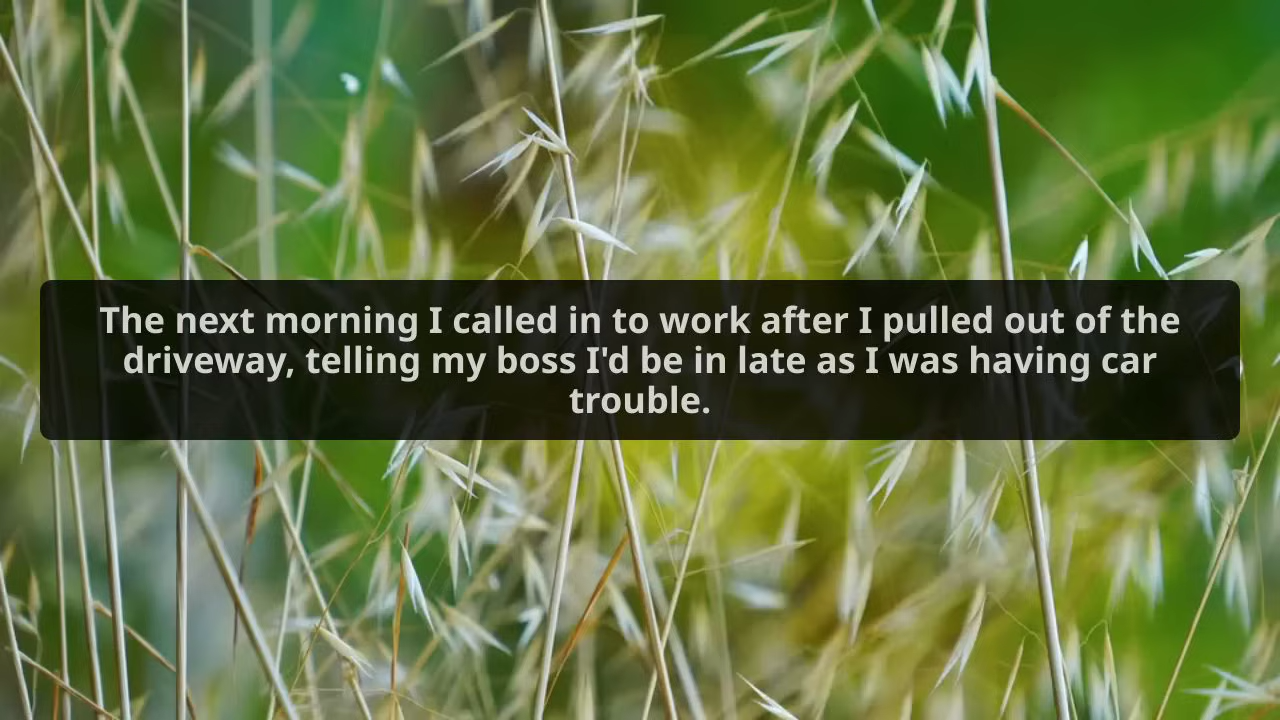 The next morning I called in to work after I pulled out of the
driveway, telling my boss I'd be in late as I was having car
trouble.